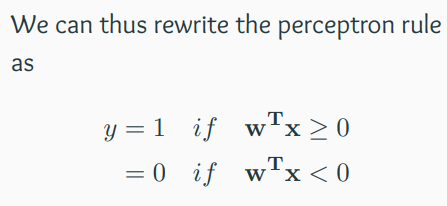 We can thus rewrite the perceptron rule
as
y = 1 if wᵀx ≥ 0
= 0 if wᵀx < 0